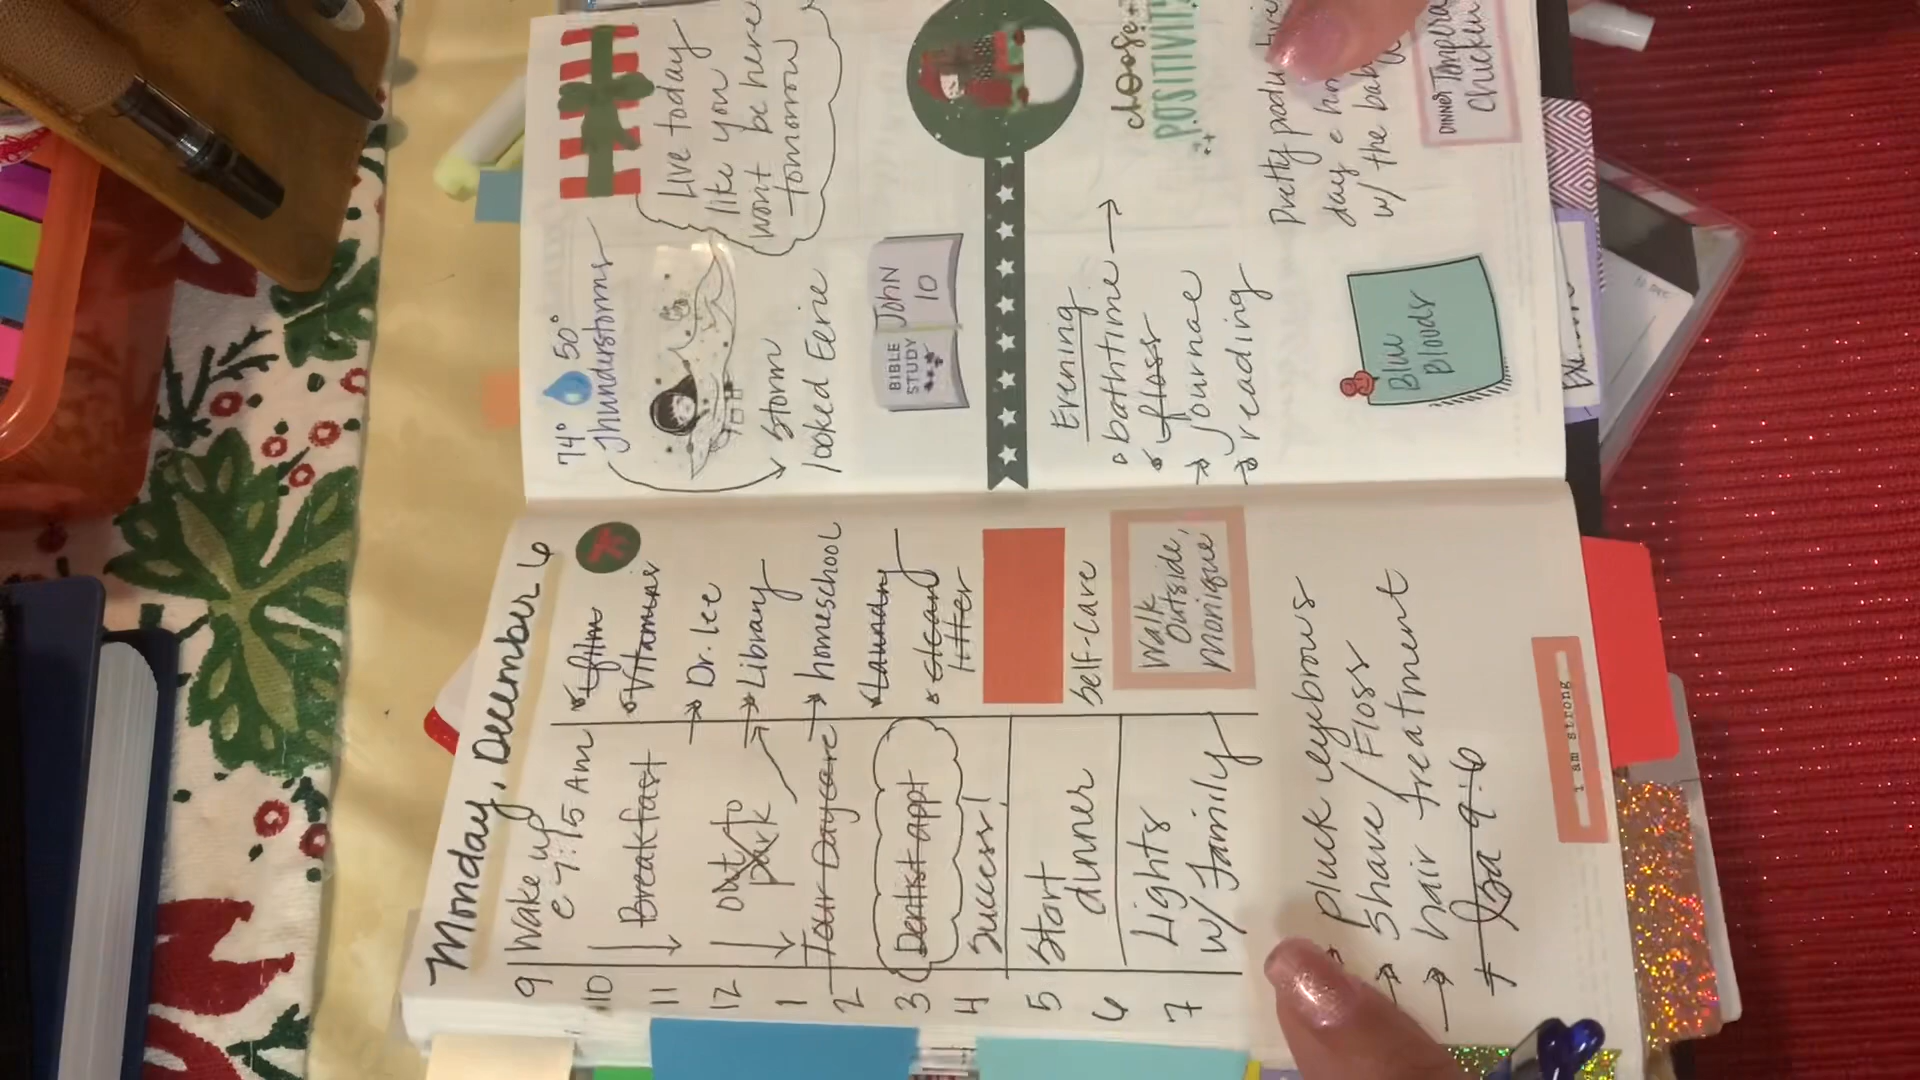 Monday, December 6
9 Wake up
@ 7:15 AM
10
11 Breakfast
12 out to
park
1
2 Tour Daycare
3 Dentist appt
4 success!
5 Start
6 dinner
7 Lights
w/ Family
film
Vitamins
Dr. Lee
Library
homeschool
Laundry
clean
litter
Self-care
Walk
Outside,
Monique
pluck eyebrows
Shave / Floss
hair treatment
9:6
I am strong
74° 50°
Thunderstorms
Storm
looked Eerie
Live today
like you
wont be here
tomorrow
BIBLE
STUDY
JOHN
10
Evening
bathtime
floss
Journal
reading
choose
POSITIVITY
Pretty
day
w/ the
DINNER
Chicken
Blue
Bloods